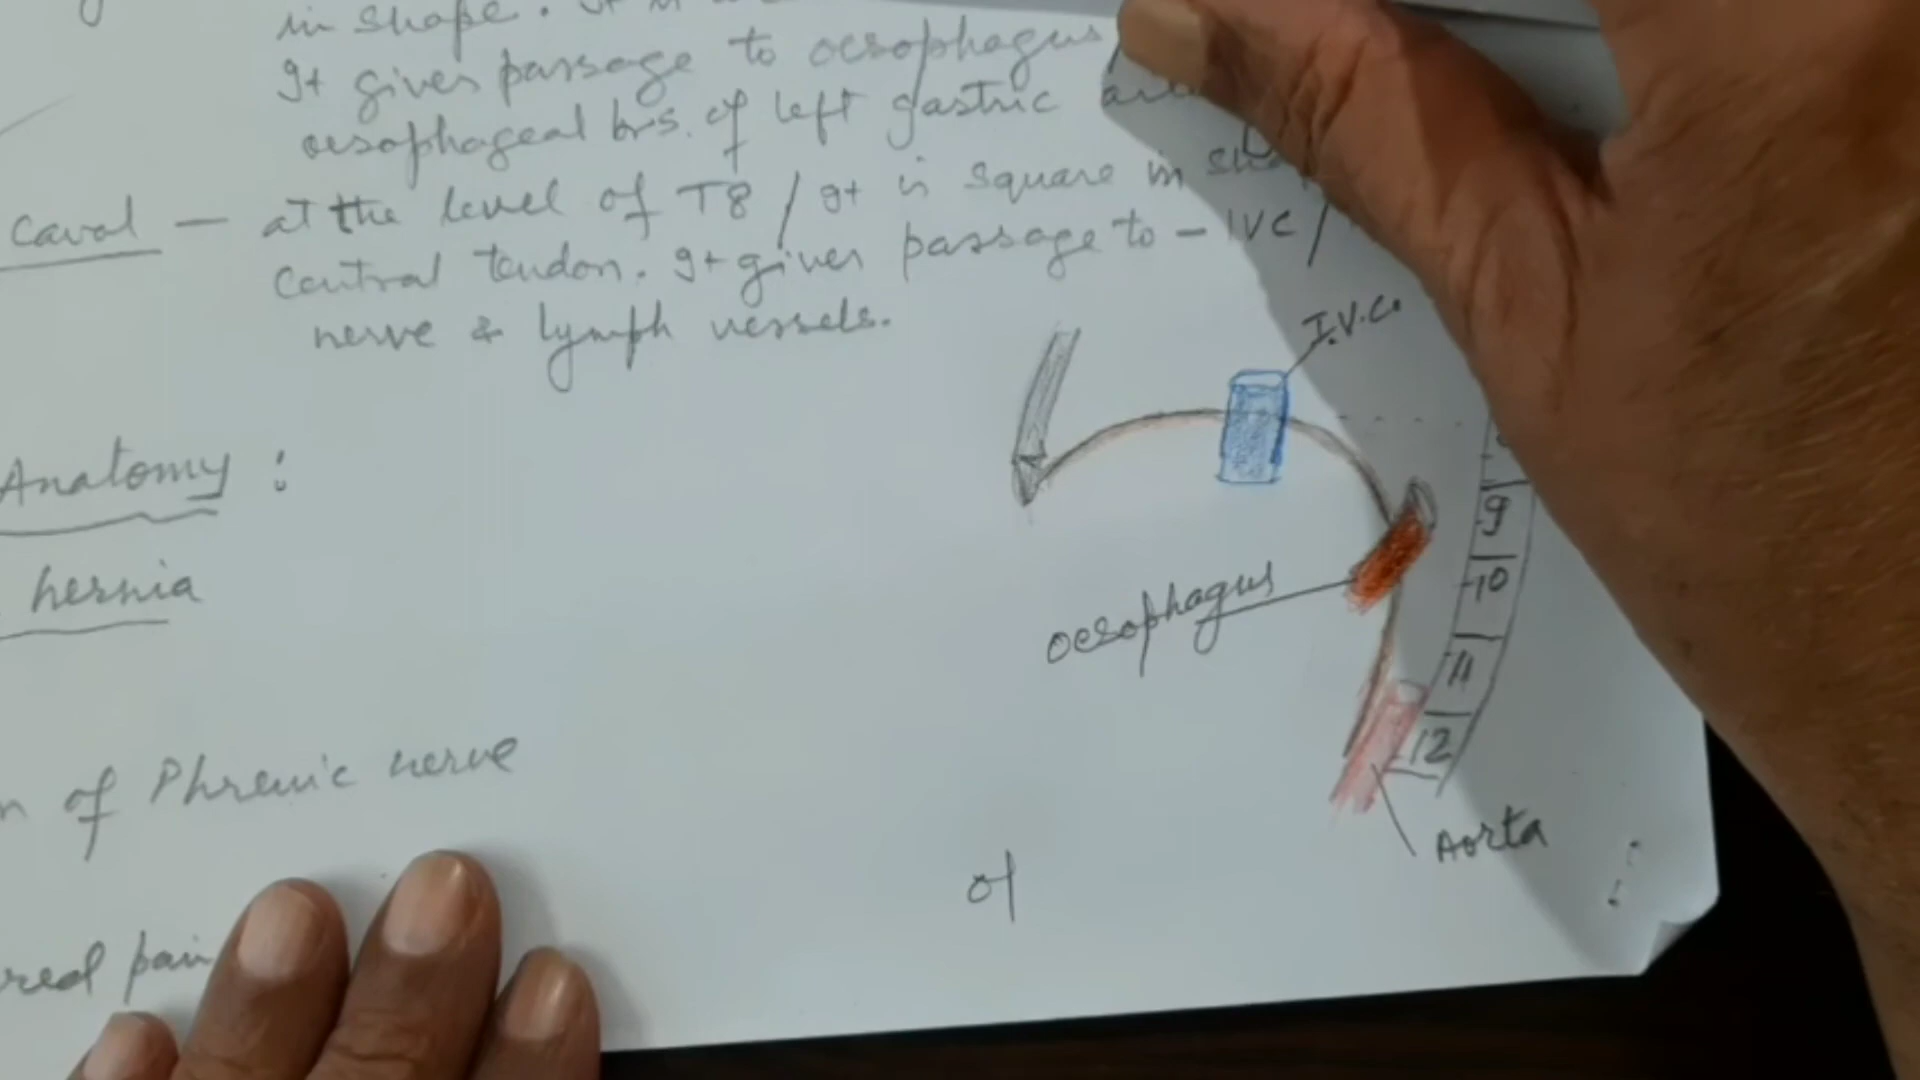 in shape. It is
It gives passage to oesophagus/
oesophageal brs. of left gastric
Caval — at the level of T8 / It is square in
Central tendon. It gives passage to - IVC /
nerve & lymph vessels.
I.V.C.
Anatomy :
9
hernia
10
oesophagus
11
12
of Phrenic nerve
Aorta
of
pain